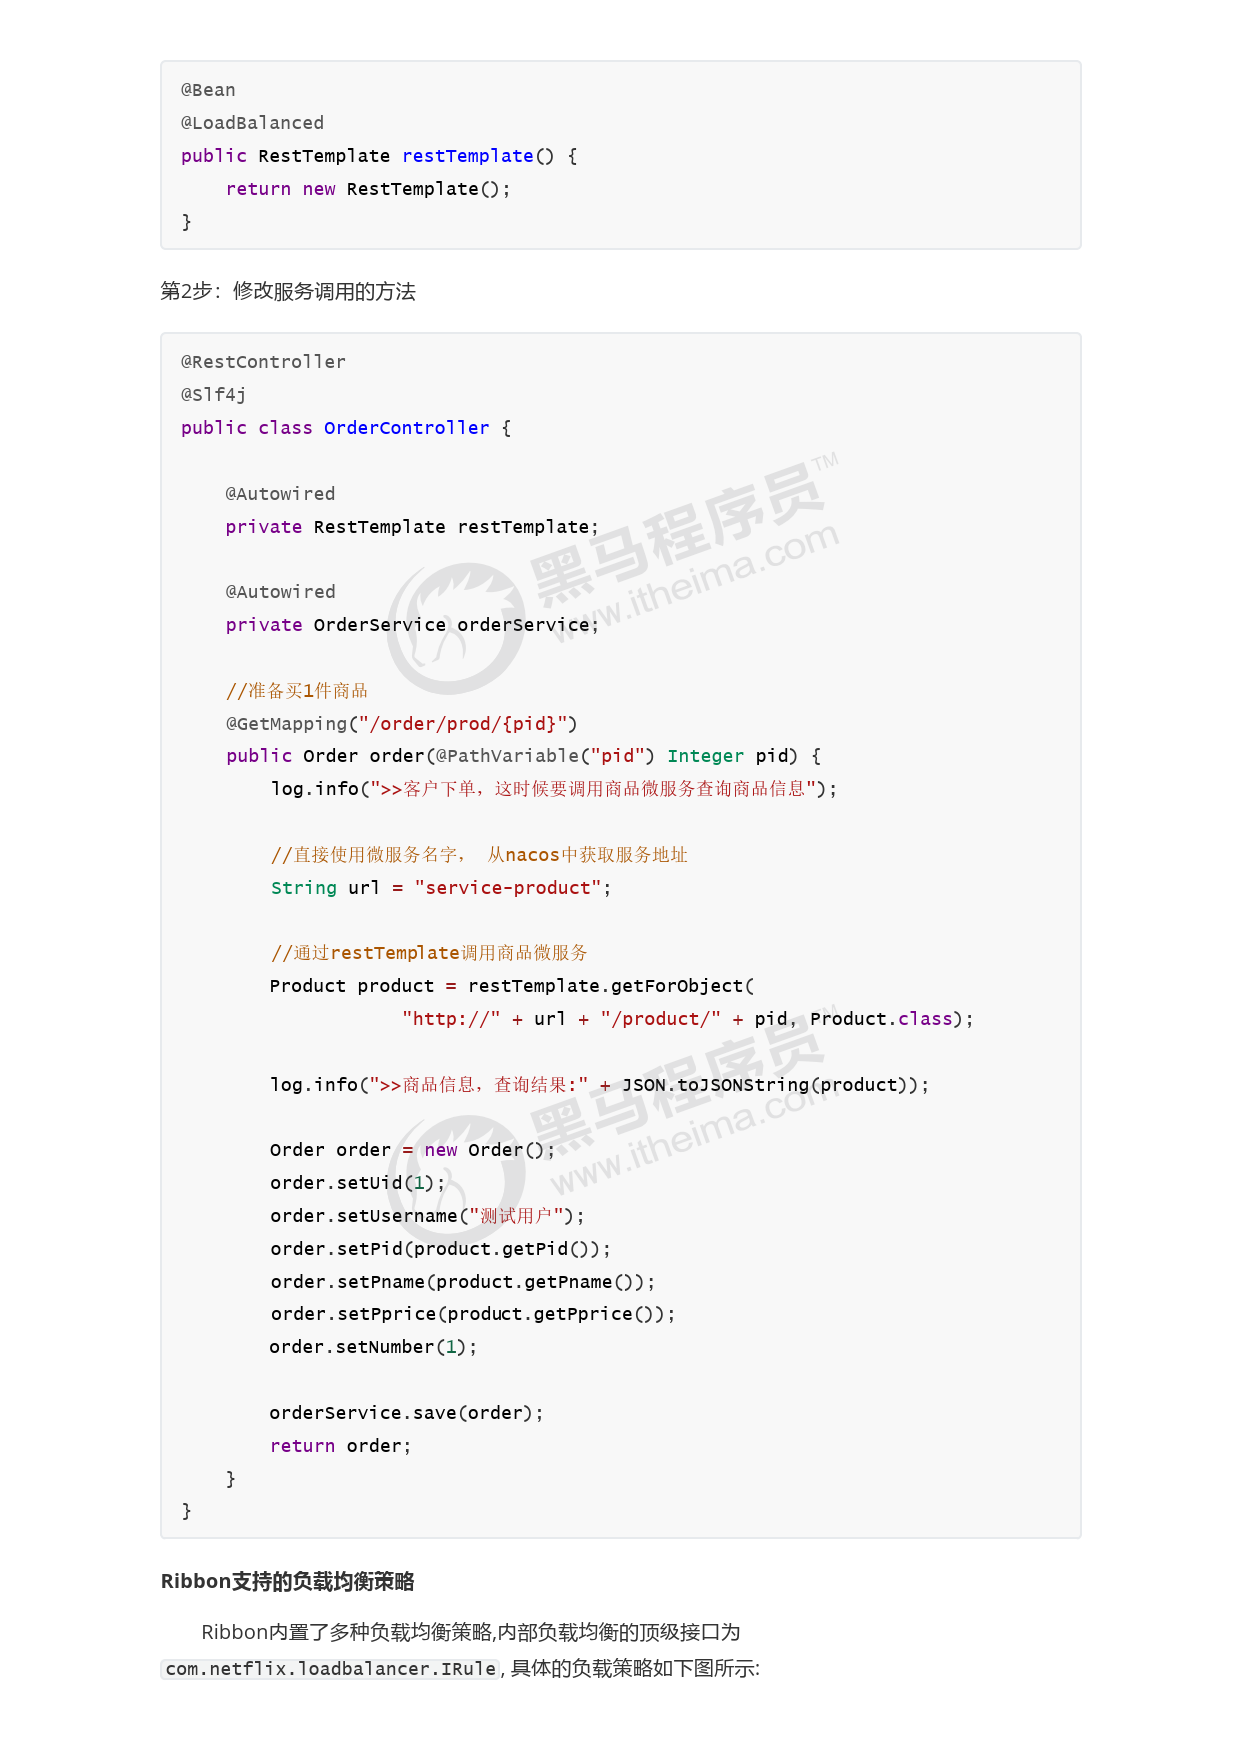 @Bean
@LoadBalanced
public RestTemplate restTemplate() {
    return new RestTemplate();
}
第2步：修改服务调用的方法
@RestController
@Slf4j
public class OrderController {
    @Autowired
    private RestTemplate restTemplate;
    @Autowired
    private OrderService orderService;
    //准备买1件商品
    @GetMapping("/order/prod/{pid}")
    public Order order(@PathVariable("pid") Integer pid) {
        log.info(">>客户下单，这时候要调用商品微服务查询商品信息");
        //直接使用微服务名字， 从nacos中获取服务地址
        String url = "service-product";
        //通过restTemplate调用商品微服务
        Product product = restTemplate.getForObject(
                    "http://" + url + "/product/" + pid, Product.class);
        log.info(">>商品信息，查询结果:" + JSON.toJSONString(product));
        Order order = new Order();
        order.setUid(1);
        order.setUsername("测试用户");
        order.setPid(product.getPid());
        order.setPname(product.getPname());
        order.setPprice(product.getPprice());
        order.setNumber(1);
        orderService.save(order);
        return order;
    }
}
Ribbon支持的负载均衡策略
Ribbon内置了多种负载均衡策略,内部负载均衡的顶级接口为
com.netflix.loadbalancer.IRule , 具体的负载策略如下图所示:
黑马程序员™
www.itheima.com
黑马程序员™
www.itheima.com